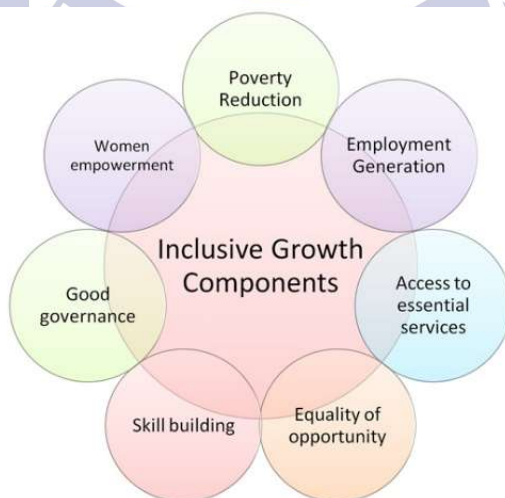 Poverty
Reduction
Women
empowerment
Employment
Generation
Inclusive Growth
Components
Good
governance
Access to
essential
services
Skill building
Equality of
opportunity